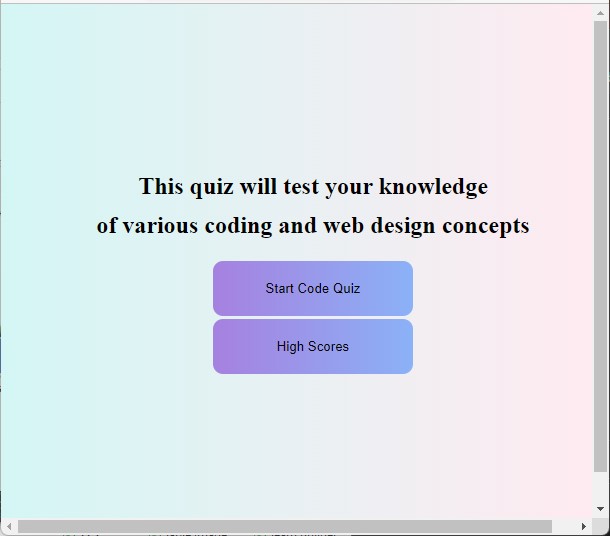 This quiz will test your knowledge
of various coding and web design concepts
Start Code Quiz
High Scores